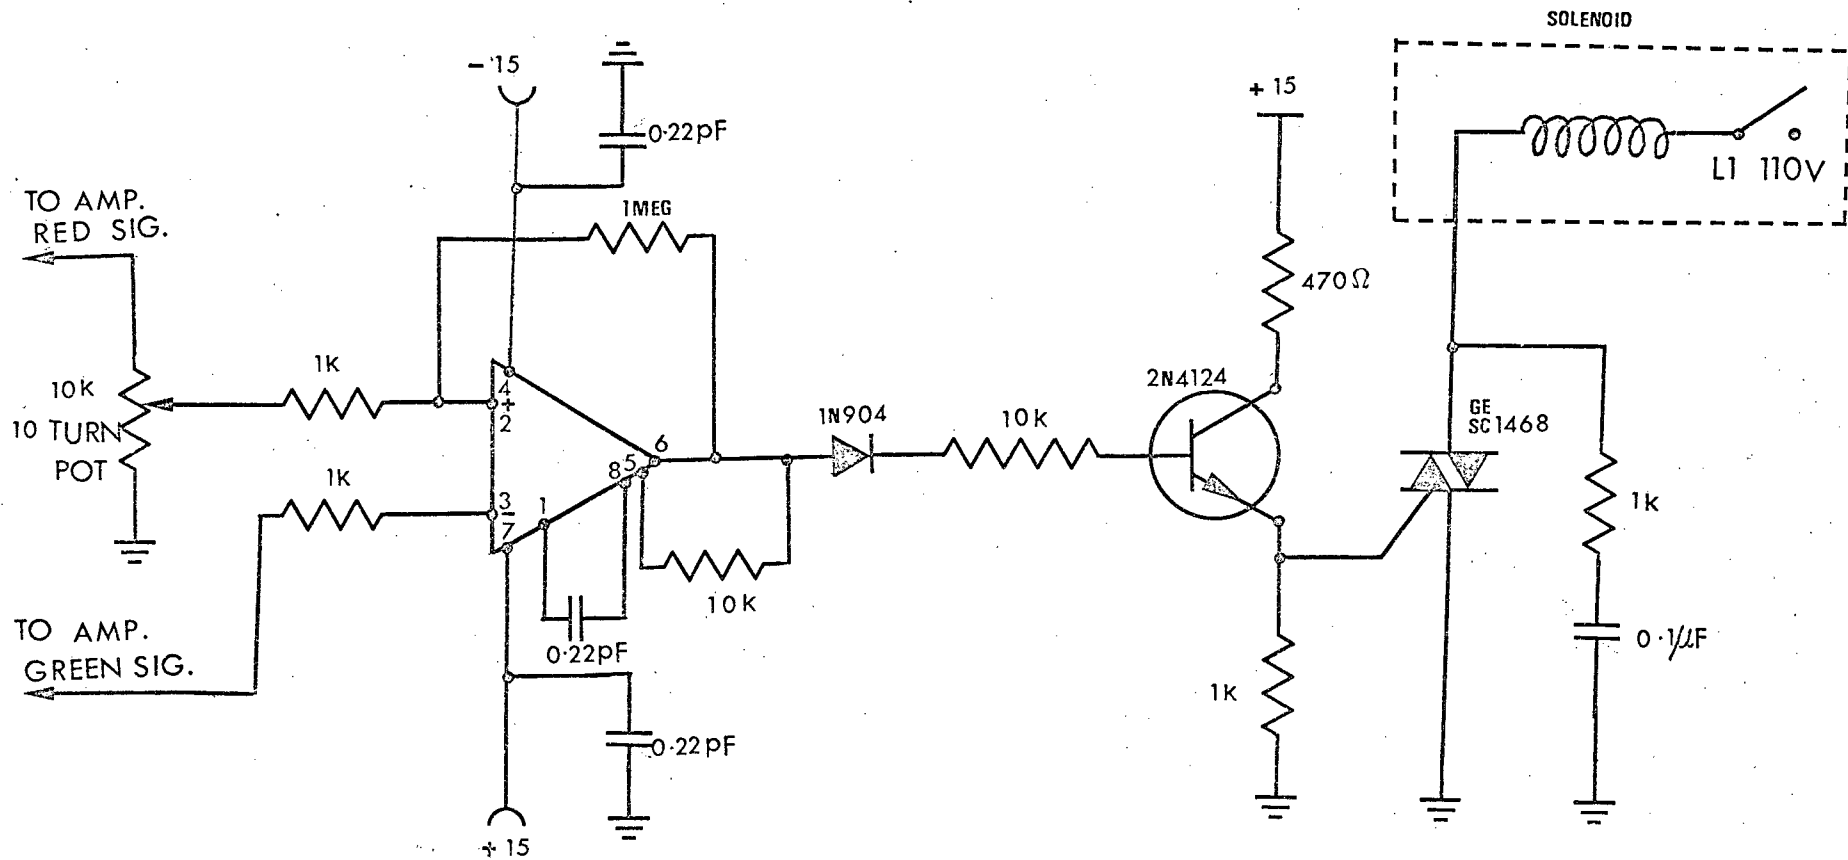 SOLENOID
- 15
+ 15
0.22pF
L1 110V
TO AMP.
RED SIG.
1MEG
470Ω
1K
10K
10 TURN
POT
4
+
2
2N4124
1N904
10K
GE
SC1468
6
5
8
1K
3
-
7
1
1K
10K
0.22pF
TO AMP.
GREEN SIG.
0.1μF
1K
0.22pF
+ 15